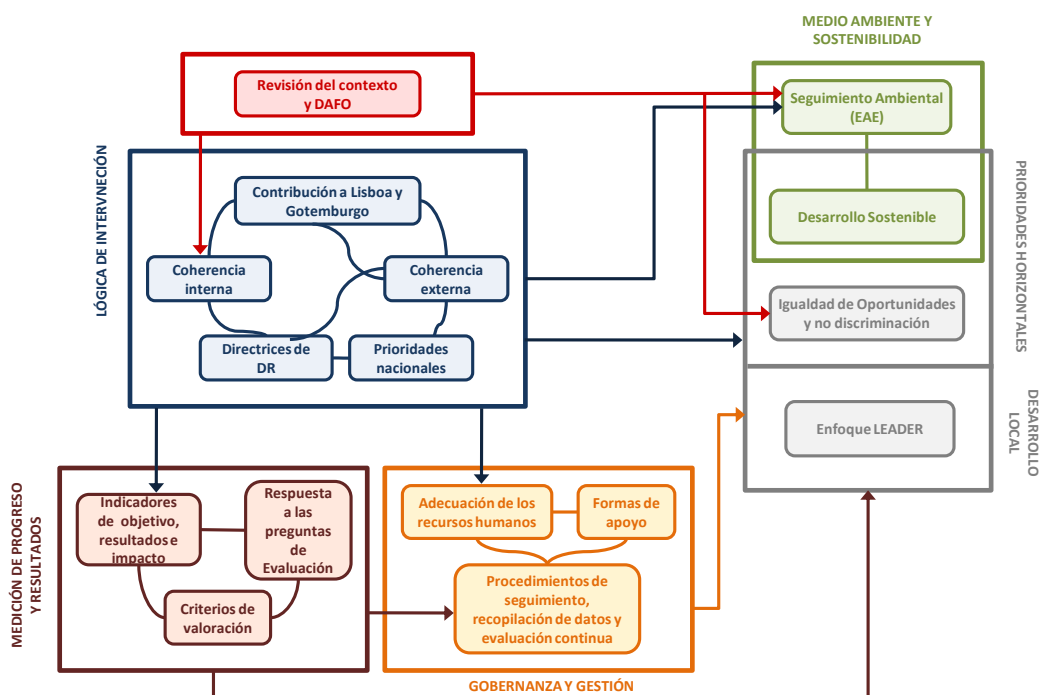 MEDIO AMBIENTE Y
SOSTENIBILIDAD
Revisión del contexto
y DAFO
Seguimiento Ambiental
(EAE)
LÓGICA DE INTERVNECIÓN
Contribución a Lisboa y
Gotemburgo
Coherencia
interna
Coherencia
externa
Directrices de
DR
Prioridades
nacionales
Desarrollo Sostenible
PRIORIDADES HORIZONTALES
Igualdad de Oportunidades
y no discriminación
Enfoque LEADER
DESARROLLO
LOCAL
MEDICIÓN DE PROGRESO
Y RESULTADOS
Indicadores
de objetivo,
resultados e
impacto
Respuesta
a las
preguntas
de
Evaluación
Criterios de
valoración
Adecuación de los
recursos humanos
Formas de
apoyo
Procedimientos de
seguimiento,
recopilación de datos y
evaluación continua
GOBERNANZA Y GESTIÓN